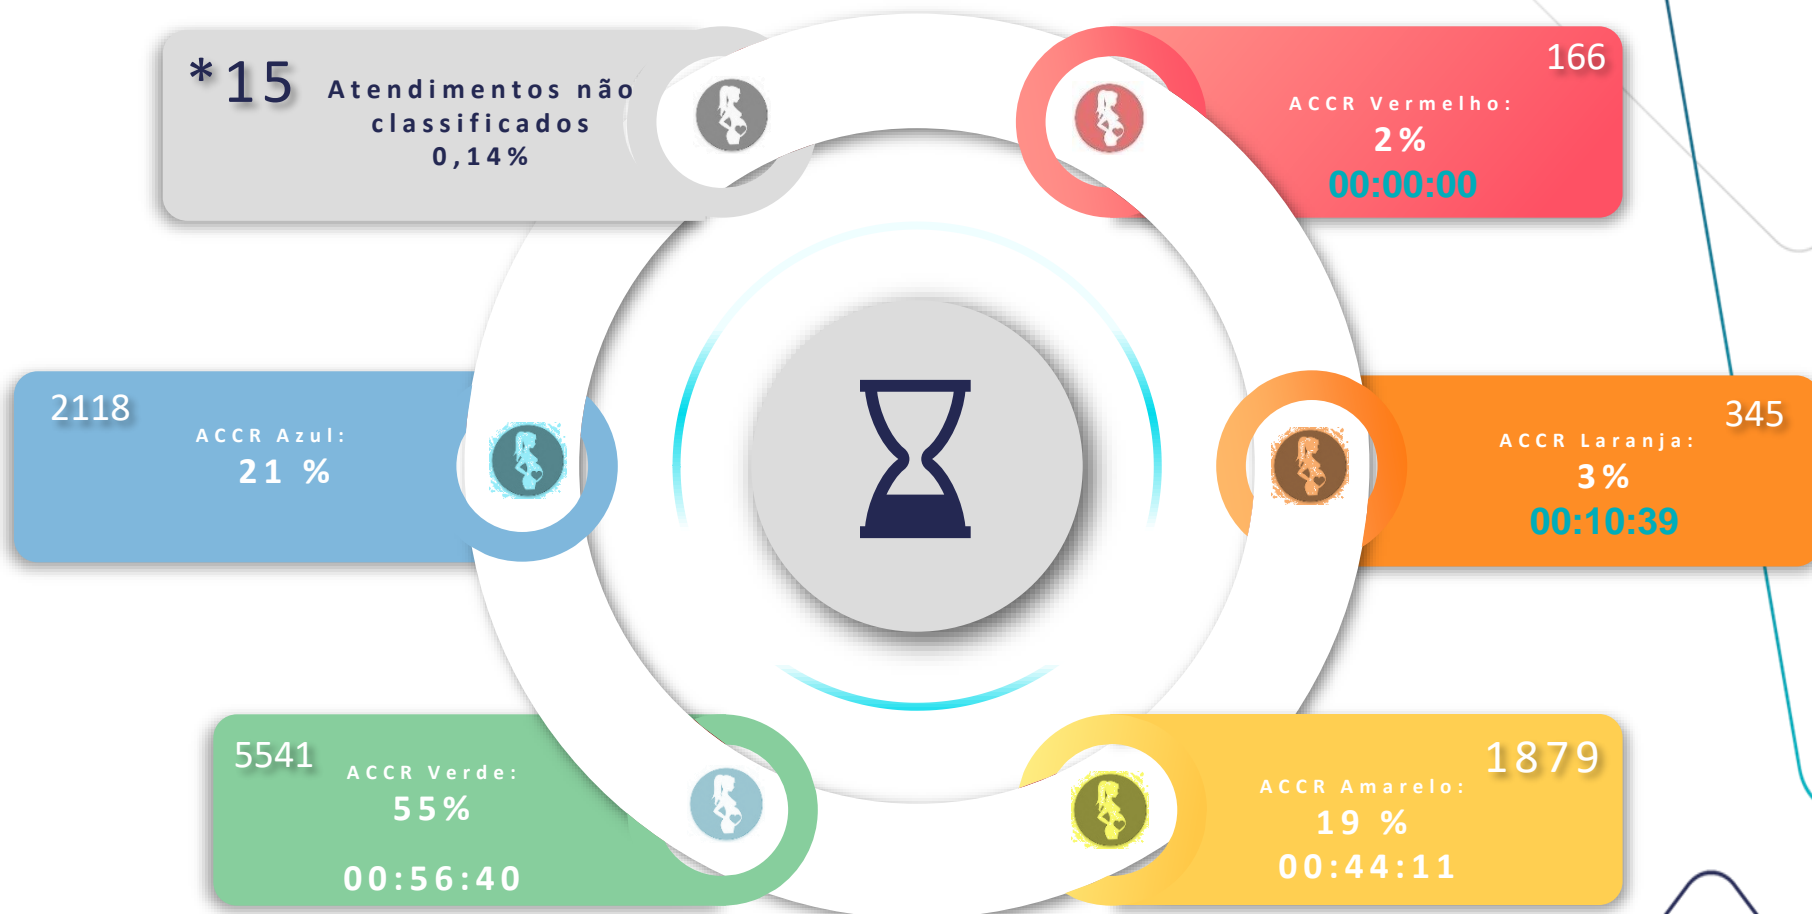 *15
Atendimentos não
classificados
0,14%
166
ACCR Vermelho:
2%
00:00:00
2118
ACCR Azul:
21 %
345
ACCR Laranja:
3%
00:10:39
5541
ACCR Verde:
55%
00:56:40
1879
ACCR Amarelo:
19 %
00:44:11